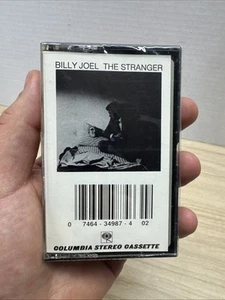 BILLY JOEL THE STRANGER
0 7464-34987-4 02
COLUMBIA STEREO CASSETTE